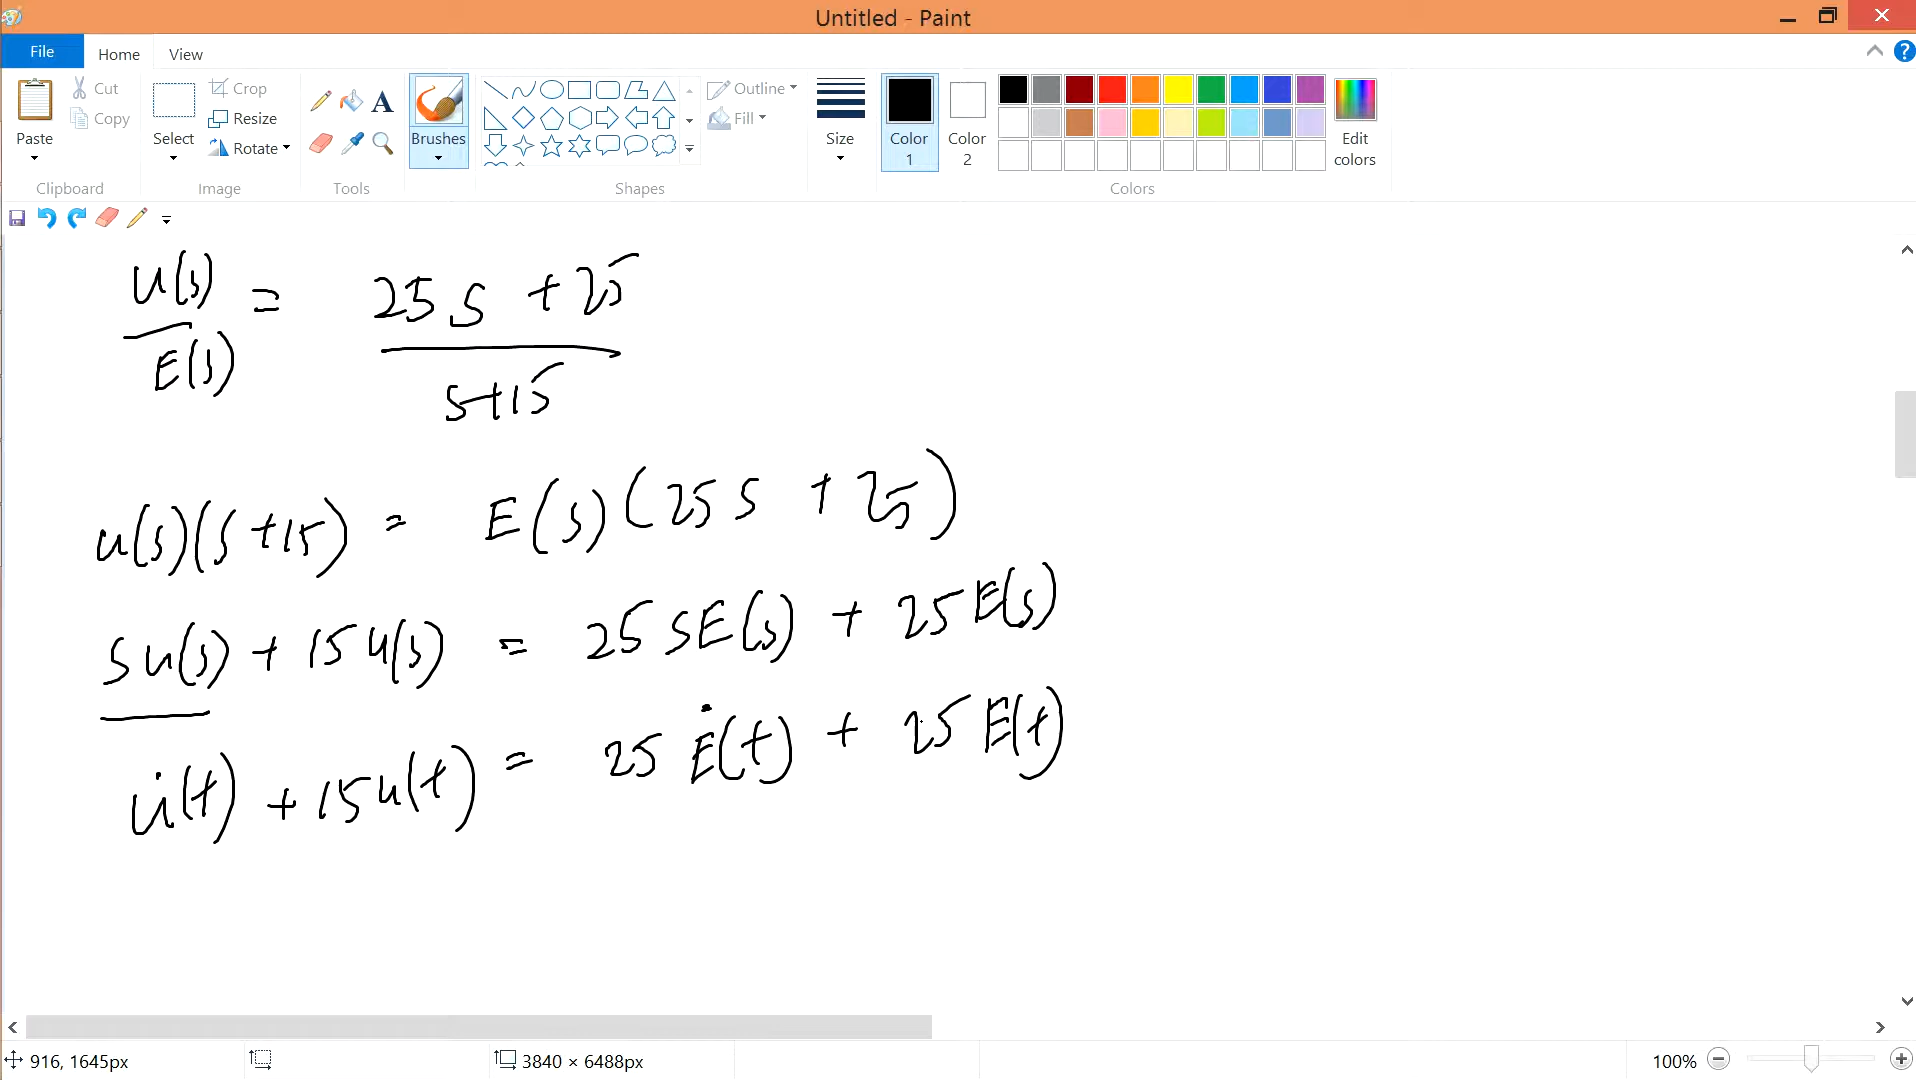 Untitled - Paint
File Home View
Paste Cut Copy Clipboard
Select Crop Resize Rotate Image
Tools
Brushes
Shapes Outline Fill
Size
Color 1 Color 2 Edit colors Colors
u(s)/E(s) = (25s + 25)/(s+15)
u(s)(s+15) = E(s)(25s + 25)
su(s) + 15u(s) = 25sE(s) + 25E(s)
u̇(t) + 15u(t) = 25Ė(t) + 25E(t)
916, 1645px 3840 × 6488px 100%